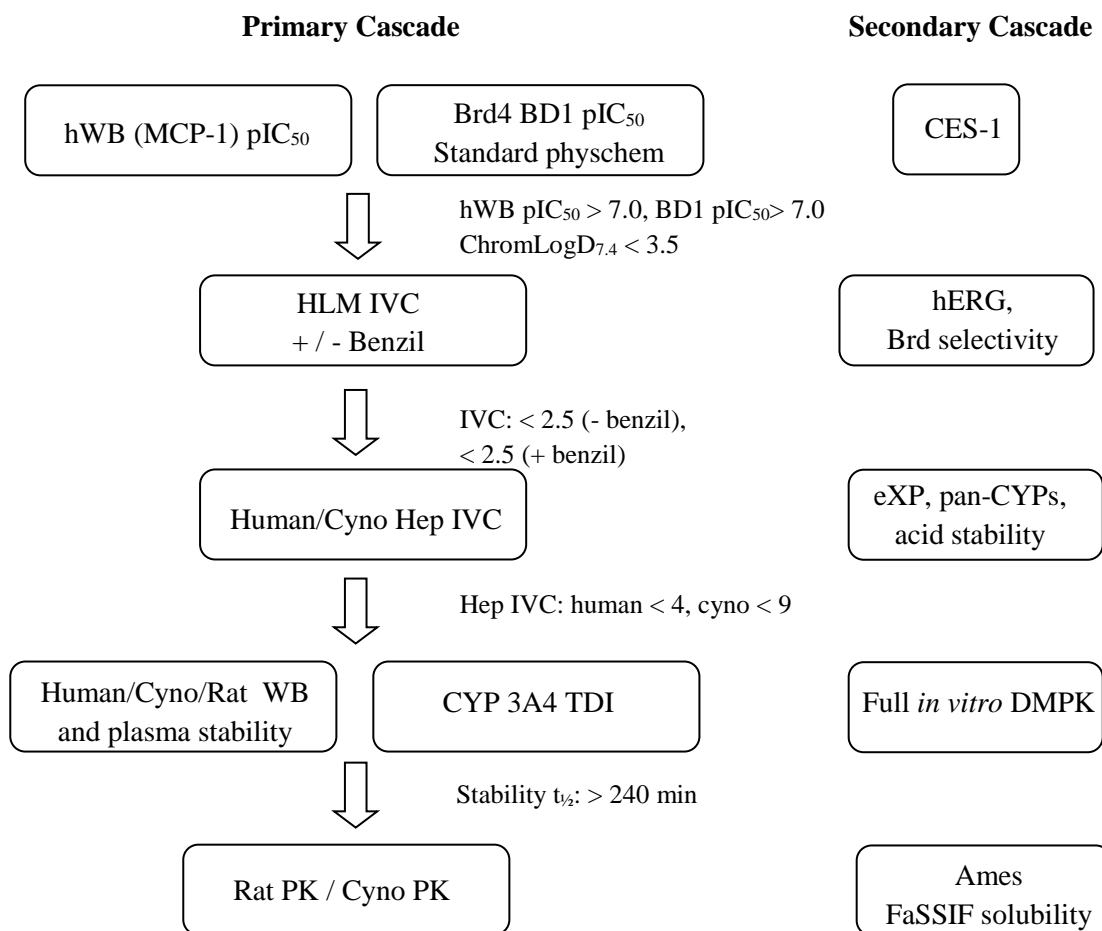 Primary Cascade
Secondary Cascade
hWB (MCP-1) pIC₅₀
Brd4 BD1 pIC₅₀
Standard physchem
CES-1
hWB pIC₅₀ > 7.0, BD1 pIC₅₀> 7.0
ChromLogD₇.₄ < 3.5
HLM IVC
+ / - Benzil
hERG,
Brd selectivity
IVC: < 2.5 (- benzil),
< 2.5 (+ benzil)
Human/Cyno Hep IVC
eXP, pan-CYPs,
acid stability
Hep IVC: human < 4, cyno < 9
Human/Cyno/Rat WB
and plasma stability
CYP 3A4 TDI
Full in vitro DMPK
Stability t½: > 240 min
Rat PK / Cyno PK
Ames
FaSSIF solubility